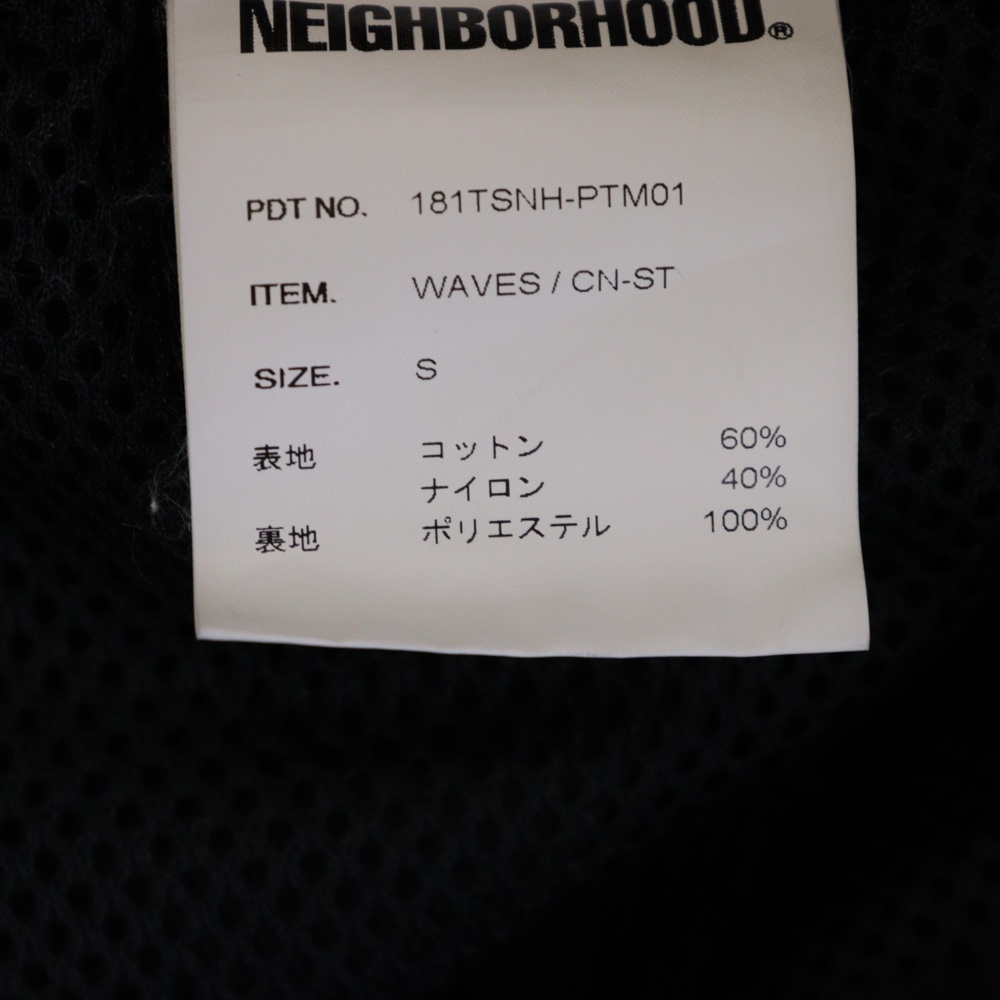 NEIGHBORHOOD®
PDT NO. 181TSNH-PTM01
ITEM. WAVES / CN-ST
SIZE. S
表地 コットン 60%
ナイロン 40%
裏地 ポリエステル 100%